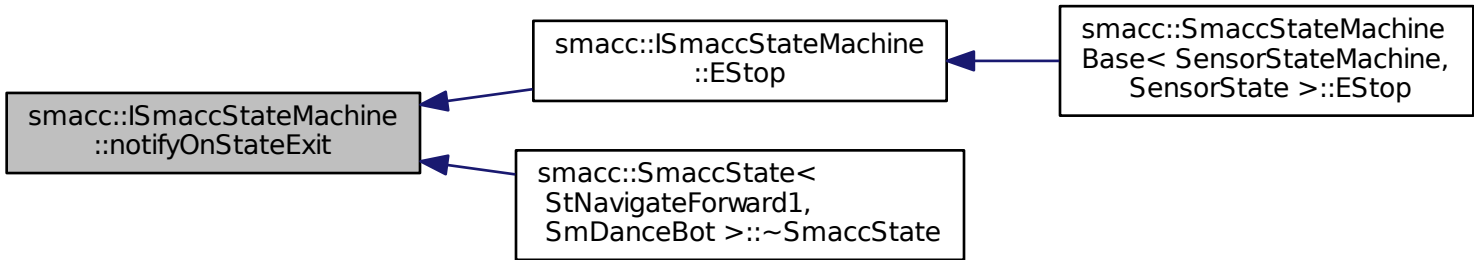 smacc::ISmaccStateMachine
::notifyOnStateExit
smacc::ISmaccStateMachine
::EStop
smacc::SmaccStateMachine
Base< SensorStateMachine,
SensorState >::EStop
smacc::SmaccState<
StNavigateForward1,
SmDanceBot >::~SmaccState